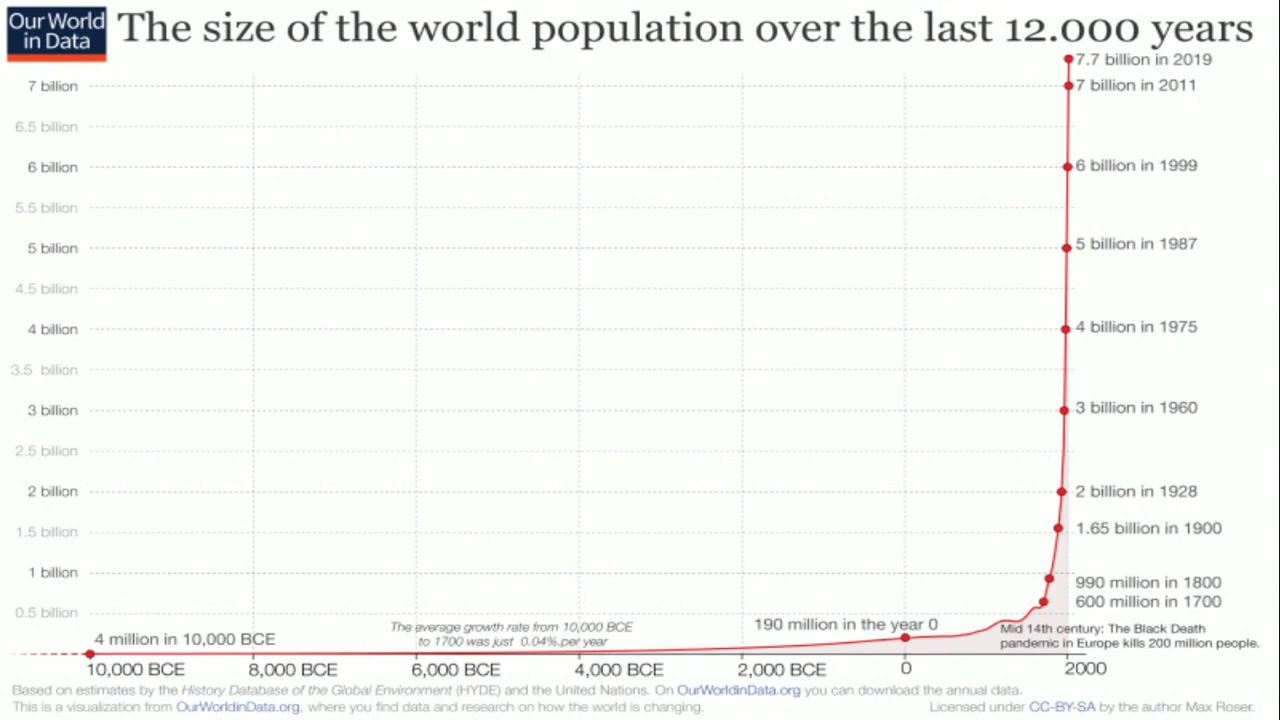 Our World
in Data
The size of the world population over the last 12.000 years
7.7 billion in 2019
7 billion
7 billion in 2011
6.5 billion
6 billion
6 billion in 1999
5.5 billion
5 billion
5 billion in 1987
4.5 billion
4 billion
4 billion in 1975
3.5 billion
3 billion
3 billion in 1960
2.5 billion
2 billion
2 billion in 1928
1.5 billion
1.65 billion in 1900
1 billion
990 million in 1800
600 million in 1700
0.5 billion
4 million in 10,000 BCE
The average growth rate from 10,000 BCE
to 1700 was just 0.04% per year
190 million in the year 0
Mid 14th century: The Black Death
pandemic in Europe kills 200 million people.
10,000 BCE
8,000 BCE
6,000 BCE
4,000 BCE
2,000 BCE
0
2000
Based on estimates by the History Database of the Global Environment (HYDE) and the United Nations. On OurWorldinData.org you can download the annual data.
This is a visualization from OurWorldinData.org, where you find data and research on how the world is changing.
Licensed under CC-BY-SA by the author Max Roser.